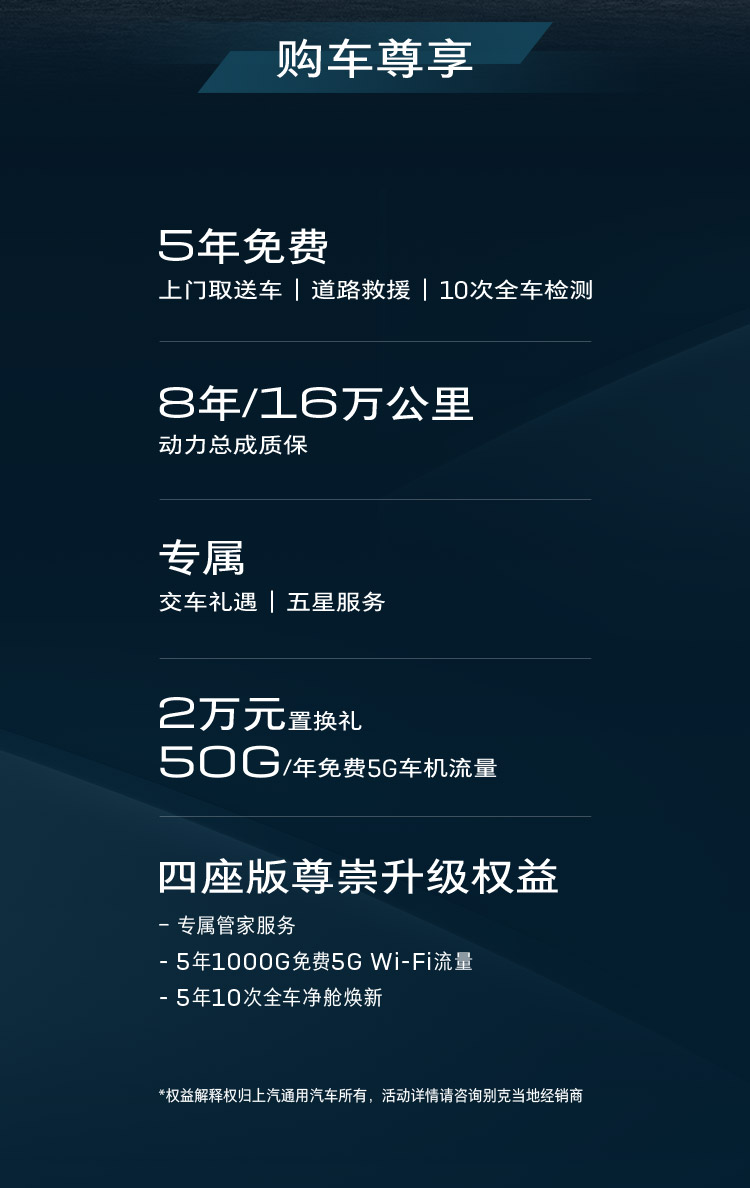 购车尊享
5年免费
上门取送车 | 道路救援 | 10次全车检测
8年/16万公里
动力总成质保
专属
交车礼遇 | 五星服务
2万元置换礼
50G/年免费5G车机流量
四座版尊崇升级权益
- 专属管家服务
- 5年1000G免费5G Wi-Fi流量
- 5年10次全车净舱焕新
*权益解释权归上汽通用汽车所有，活动详情请咨询别克当地经销商